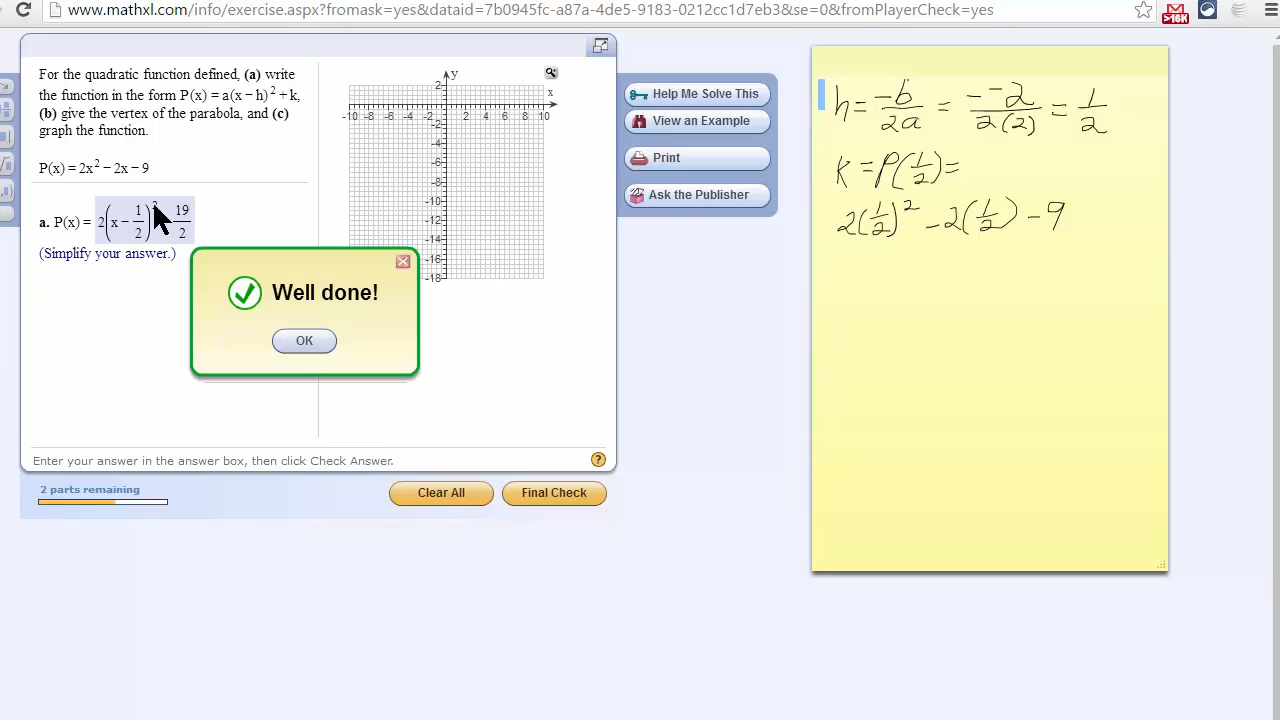 www.mathxl.com/info/exercise.aspx?fromask=yes&dataid=7b0945fc-a87a-4de5-9183-0212cc1d7eb3&se=0&fromPlayerCheck=yes
>16K
For the quadratic function defined, (a) write
the function in the form P(x) = a(x − h)² + k,
(b) give the vertex of the parabola, and (c)
graph the function.
P(x) = 2x² − 2x − 9
a. P(x) = 2(x − 1/2)² − 19/2
(Simplify your answer.)
y
x
2
-10 -8 -6 -4 -2 2 4 6 8 10
-2
-4
-6
-8
-10
-12
-14
-16
-18
Well done!
OK
Enter your answer in the answer box, then click Check Answer.
?
2 parts remaining
Clear All
Final Check
Help Me Solve This
View an Example
Print
Ask the Publisher
h = -b/2a = - -2/2(2) = 1/2
k = P(1/2) =
2(1/2)² - 2(1/2) - 9